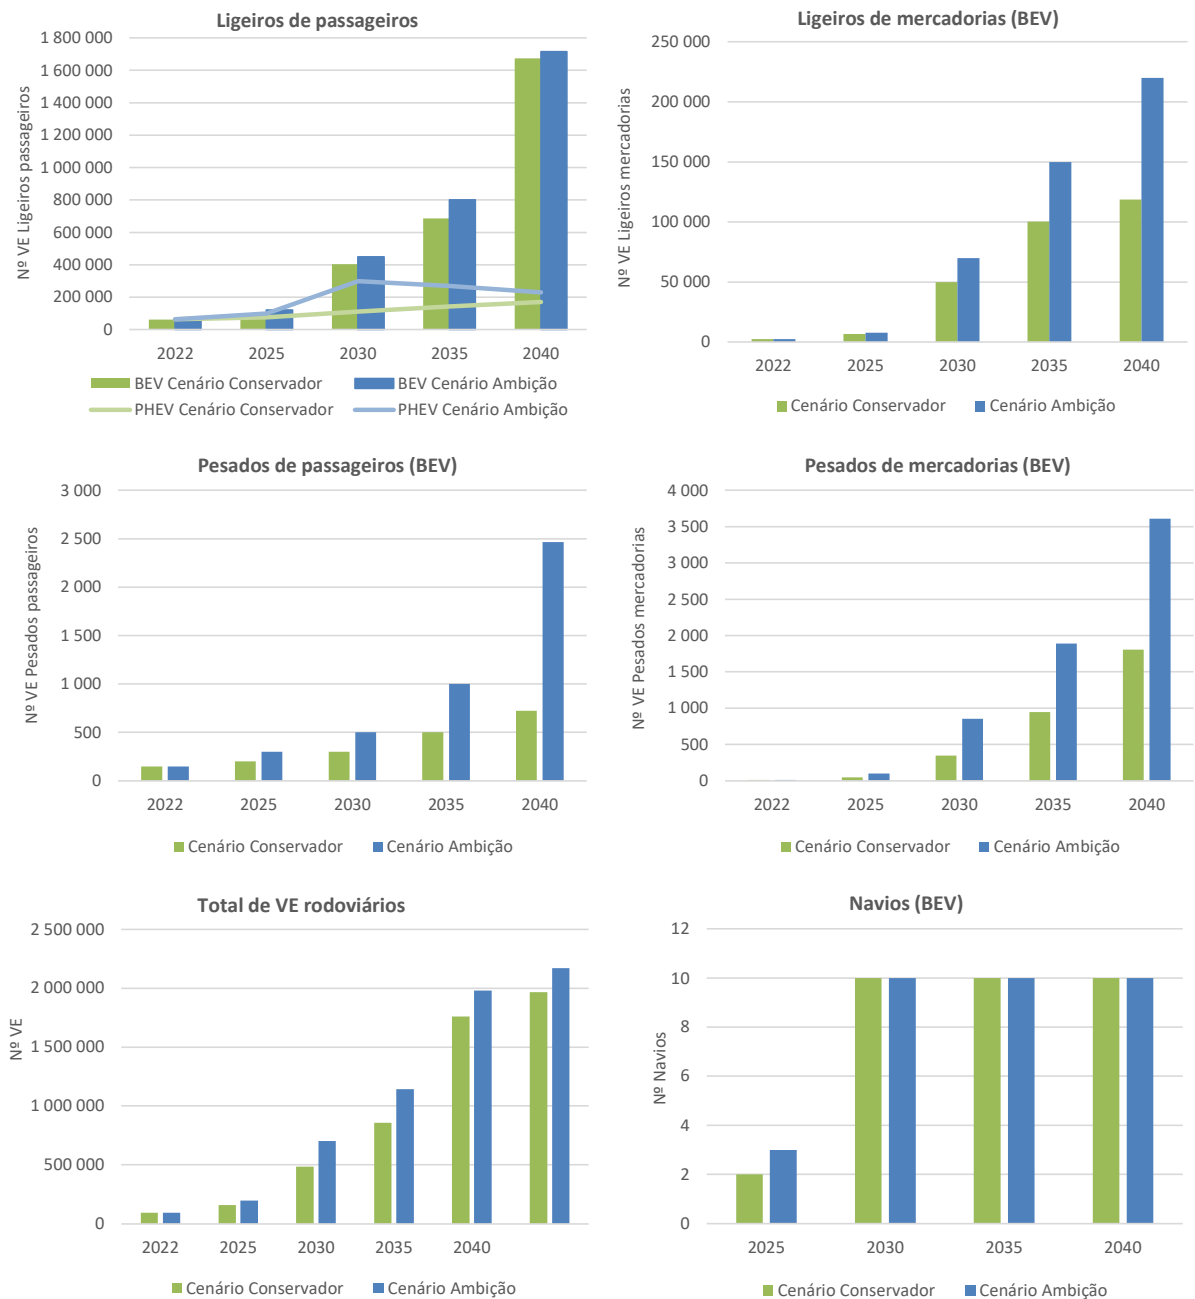 Ligeiros de passageiros
Nº VE Ligeiros passageiros
1 800 000
1 600 000
1 400 000
1 200 000
1 000 000
800 000
600 000
400 000
200 000
0
2022 2025 2030 2035 2040
BEV Cenário Conservador BEV Cenário Ambição
PHEV Cenário Conservador PHEV Cenário Ambição
Ligeiros de mercadorias (BEV)
Nº VE Ligeiros mercadorias
250 000
200 000
150 000
100 000
50 000
0
2022 2025 2030 2035 2040
Cenário Conservador Cenário Ambição
Pesados de passageiros (BEV)
Nº VE Pesados passageiros
3 000
2 500
2 000
1 500
1 000
500
0
2022 2025 2030 2035 2040
Cenário Conservador Cenário Ambição
Pesados de mercadorias (BEV)
Nº VE Pesados mercadorias
4 000
3 500
3 000
2 500
2 000
1 500
1 000
500
0
2022 2025 2030 2035 2040
Cenário Conservador Cenário Ambição
Total de VE rodoviários
Nº VE
2 500 000
2 000 000
1 500 000
1 000 000
500 000
0
2022 2025 2030 2035 2040
Cenário Conservador Cenário Ambição
Navios (BEV)
Nº Navios
12
10
8
6
4
2
0
2025 2030 2035 2040
Cenário Conservador Cenário Ambição